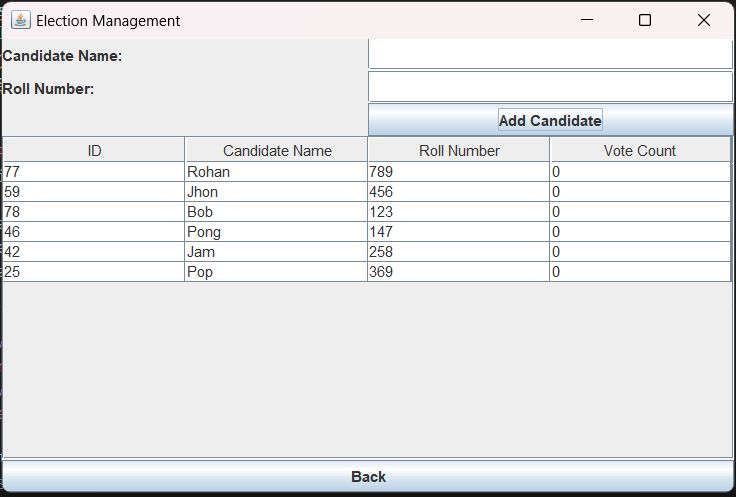 Election Management
Candidate Name:
Roll Number:
Add Candidate
ID Candidate Name Roll Number Vote Count
77 Rohan 789 0
59 Jhon 456 0
78 Bob 123 0
46 Pong 147 0
42 Jam 258 0
25 Pop 369 0
Back